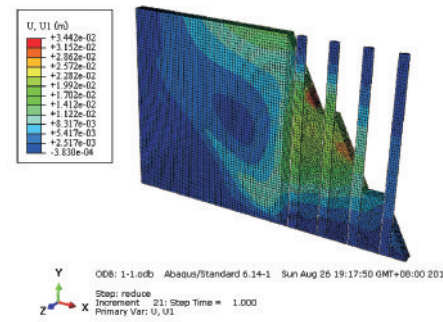 U, U1 (m)
+3.442e-02
+3.152e-02
+2.862e-02
+2.572e-02
+2.282e-02
+1.992e-02
+1.702e-02
+1.412e-02
+1.122e-02
+8.317e-03
+5.417e-03
+2.517e-03
-3.830e-04
Y
Z
X
ODB: 1-1.odb Abaqus/Standard 6.14-1 Sun Aug 26 19:17:50 GMT+08:00 201
Step: reduce
Increment 21: Step Time = 1.000
Primary Var: U, U1